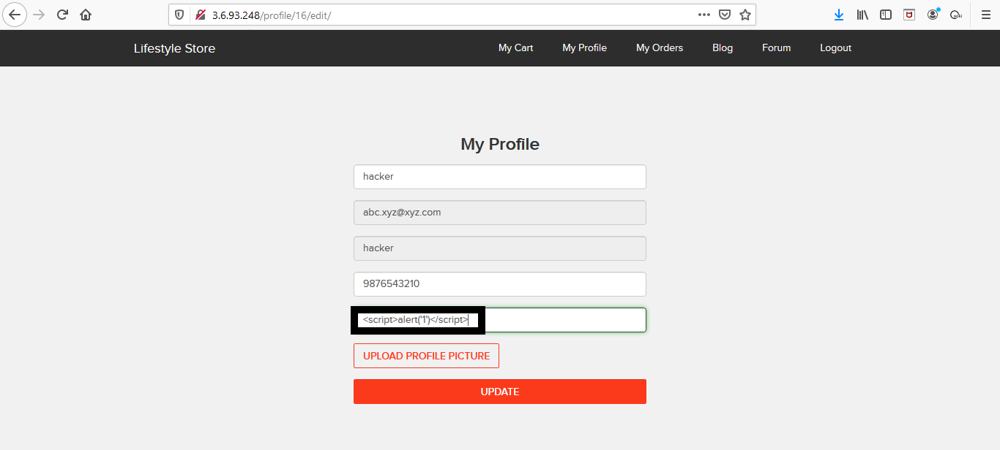 3.6.93.248/profile/16/edit/
Lifestyle Store
My Cart
My Profile
My Orders
Blog
Forum
Logout
My Profile
hacker
abc.xyz@xyz.com
hacker
9876543210
<script>alert('1')</script>
UPLOAD PROFILE PICTURE
UPDATE